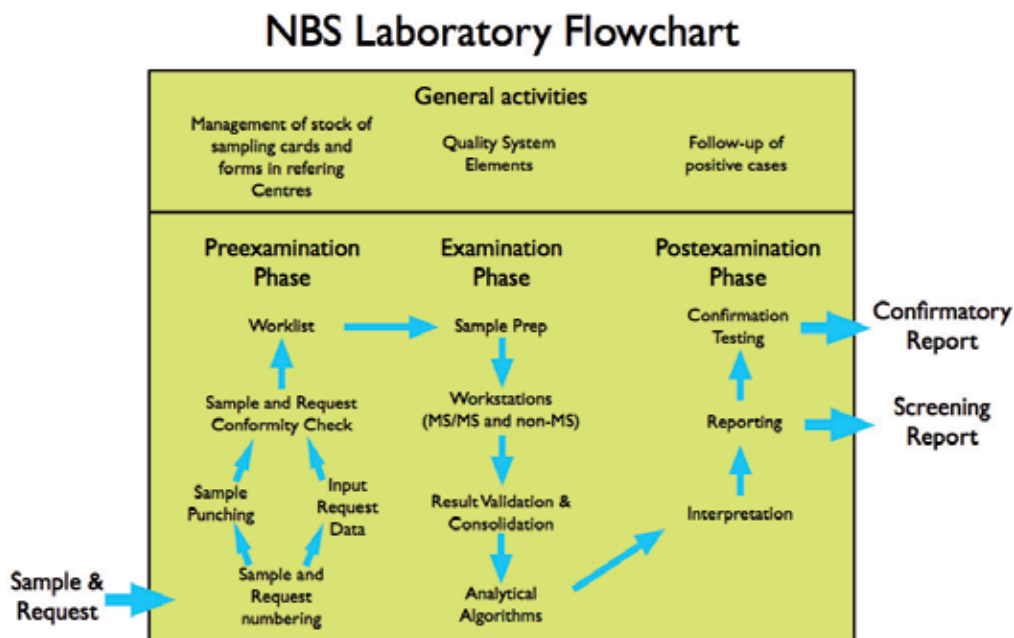 NBS Laboratory Flowchart
General activities
Management of stock of
sampling cards and
forms in refering
Centres
Quality System
Elements
Follow-up of
positive cases
Preexamination
Phase
Examination
Phase
Postexamination
Phase
Worklist
Sample Prep
Confirmation
Testing
Confirmatory
Report
Sample and Request
Conformity Check
Workstations
(MS/MS and non-MS)
Reporting
Screening
Report
Sample
Punching
Input
Request
Data
Result Validation &
Consolidation
Interpretation
Sample &
Request
Sample and
Request
numbering
Analytical
Algorithms